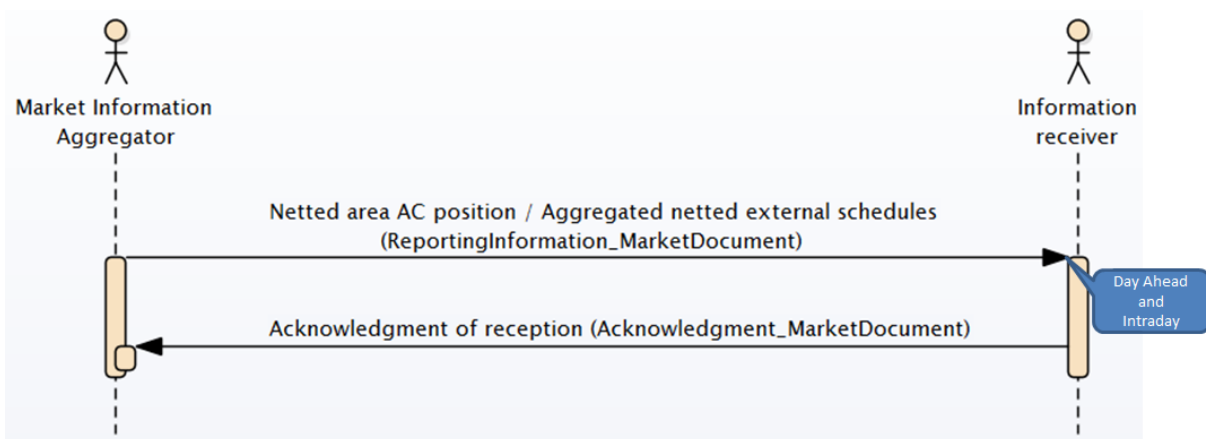 Market Information
Aggregator
Information
receiver
Netted area AC position / Aggregated netted external schedules
(ReportingInformation_MarketDocument)
Day Ahead
and
Intraday
Acknowledgment of reception (Acknowledgment_MarketDocument)